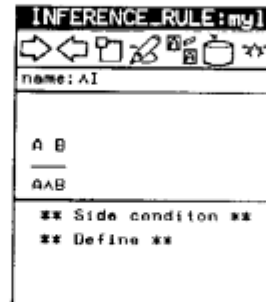 INFERENCE_RULE:myl
name: ∧I
A B
A∧B
** Side conditon **
** Define **